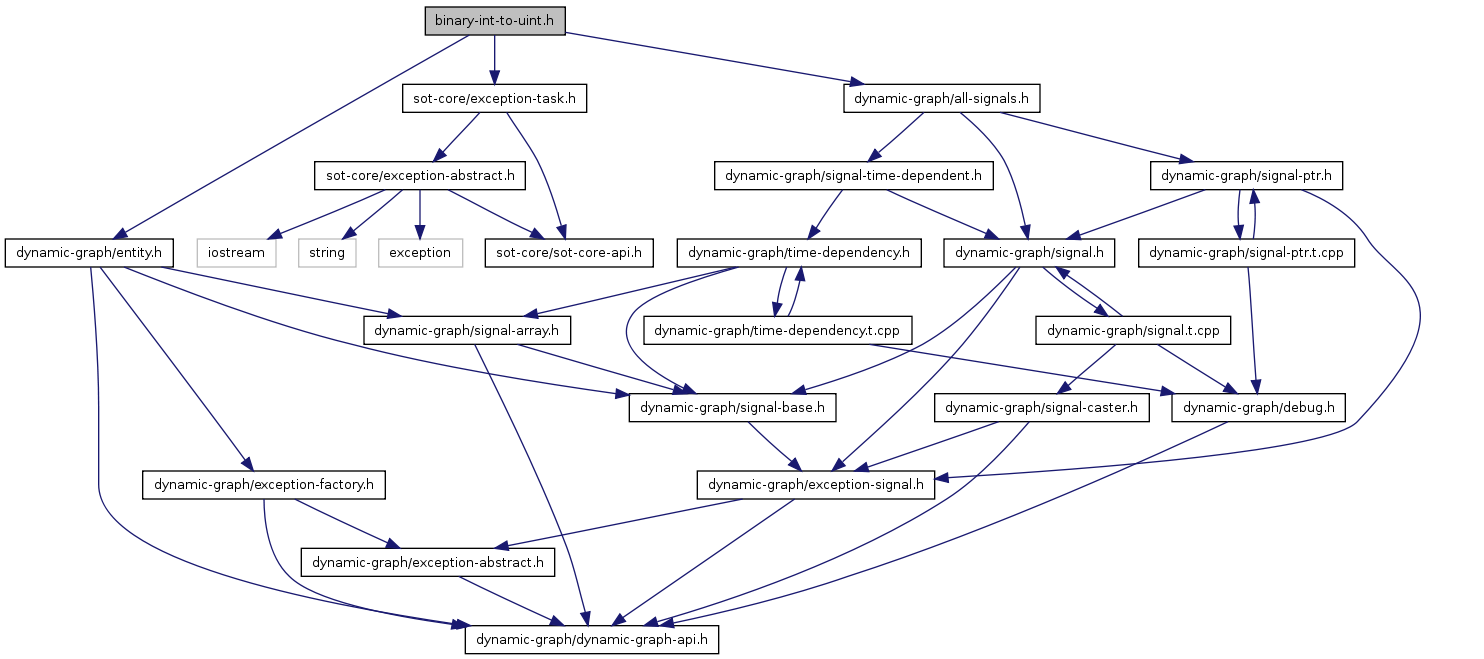 binary-int-to-uint.h
sot-core/exception-task.h
dynamic-graph/all-signals.h
sot-core/exception-abstract.h
dynamic-graph/signal-time-dependent.h
dynamic-graph/signal-ptr.h
dynamic-graph/entity.h
iostream
string
exception
sot-core/sot-core-api.h
dynamic-graph/time-dependency.h
dynamic-graph/signal.h
dynamic-graph/signal-ptr.t.cpp
dynamic-graph/signal-array.h
dynamic-graph/time-dependency.t.cpp
dynamic-graph/signal.t.cpp
dynamic-graph/signal-base.h
dynamic-graph/signal-caster.h
dynamic-graph/debug.h
dynamic-graph/exception-factory.h
dynamic-graph/exception-signal.h
dynamic-graph/exception-abstract.h
dynamic-graph/dynamic-graph-api.h